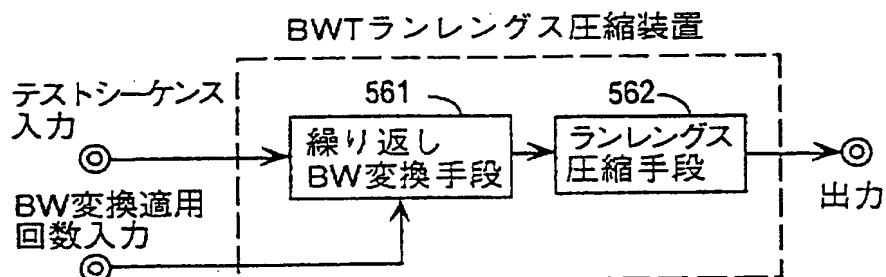 BWTランレングス圧縮装置
テストシーケンス
入力
561
562
繰り返し
BW変換手段
ランレングス
圧縮手段
出力
BW変換適用
回数入力